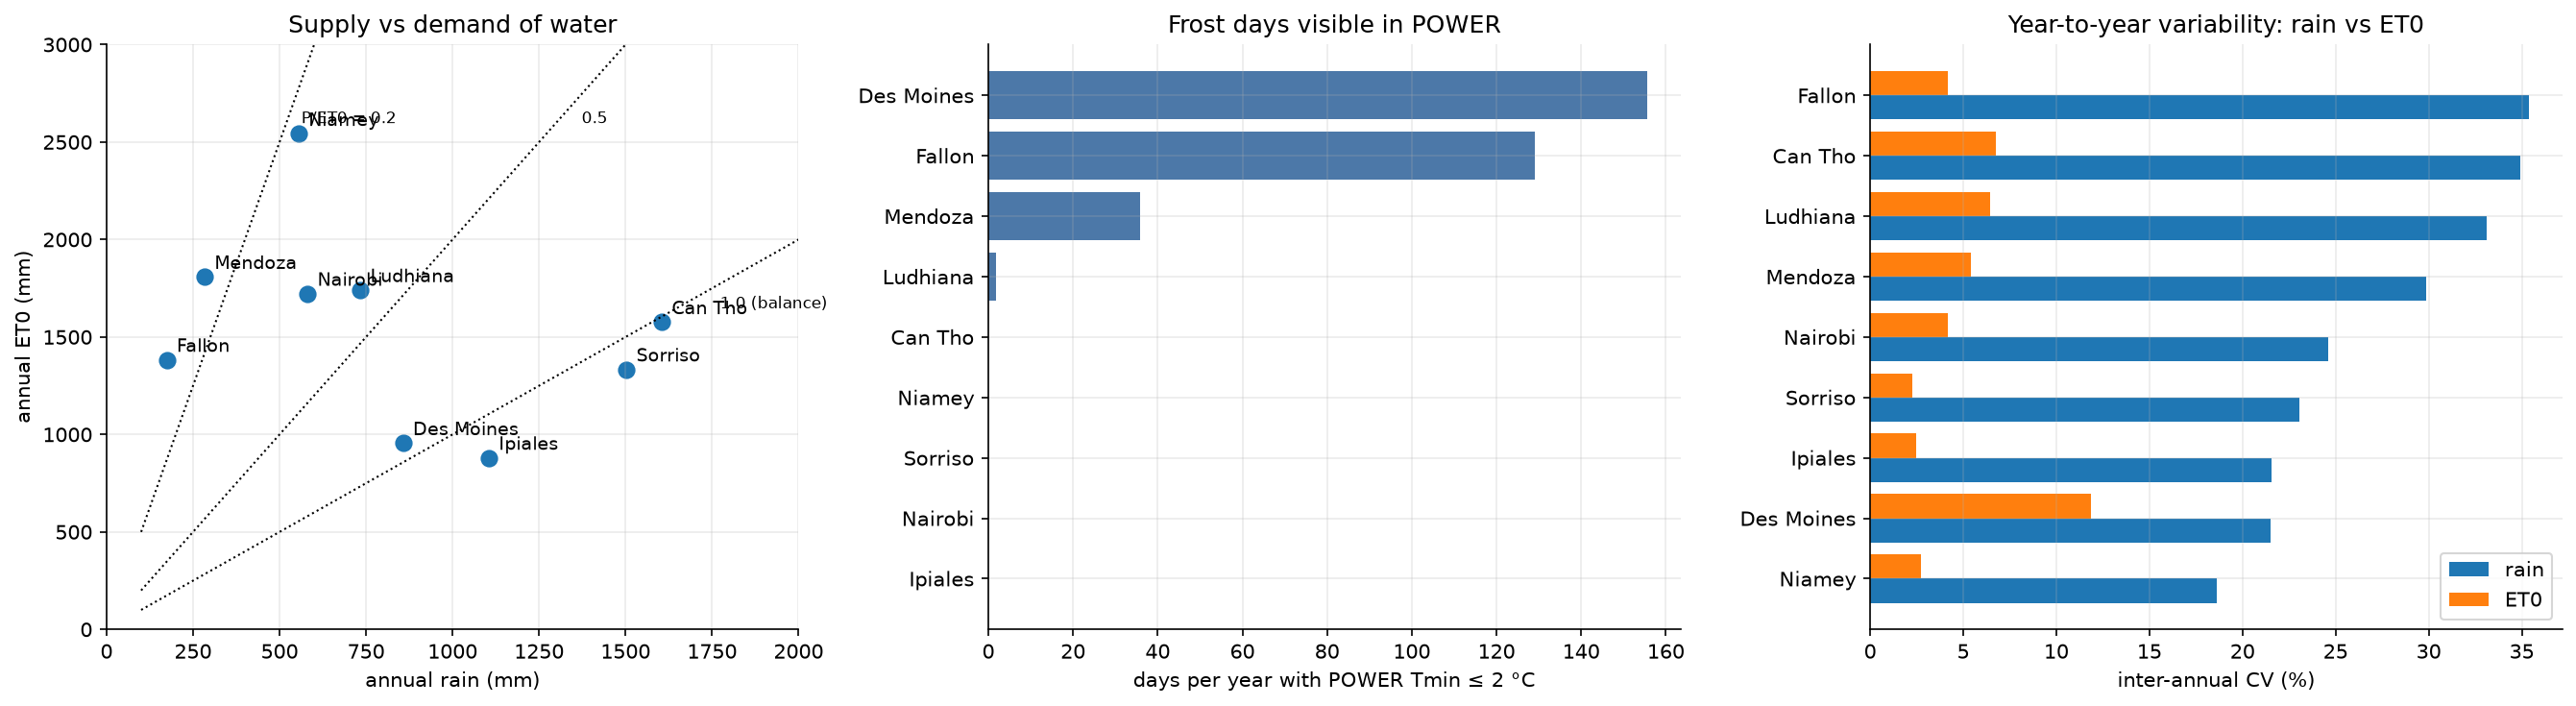 Supply vs demand of water
3000
2500
2000
1500
1000
500
0
annual ET0 (mm)
P/ET0 = 0.2
Niamey
0.5
Mendoza
Nairobi
Ludhiana
Can Tho
1.0 (balance)
Fallon
Sorriso
Des Moines
Ipiales
0 250 500 750 1000 1250 1500 1750 2000
annual rain (mm)
Frost days visible in POWER
Des Moines
Fallon
Mendoza
Ludhiana
Can Tho
Niamey
Sorriso
Nairobi
Ipiales
0 20 40 60 80 100 120 140 160
days per year with POWER Tmin ≤ 2 °C
Year-to-year variability: rain vs ET0
Fallon
Can Tho
Ludhiana
Mendoza
Nairobi
Sorriso
Ipiales
Des Moines
Niamey
rain
ET0
0 5 10 15 20 25 30 35
inter-annual CV (%)